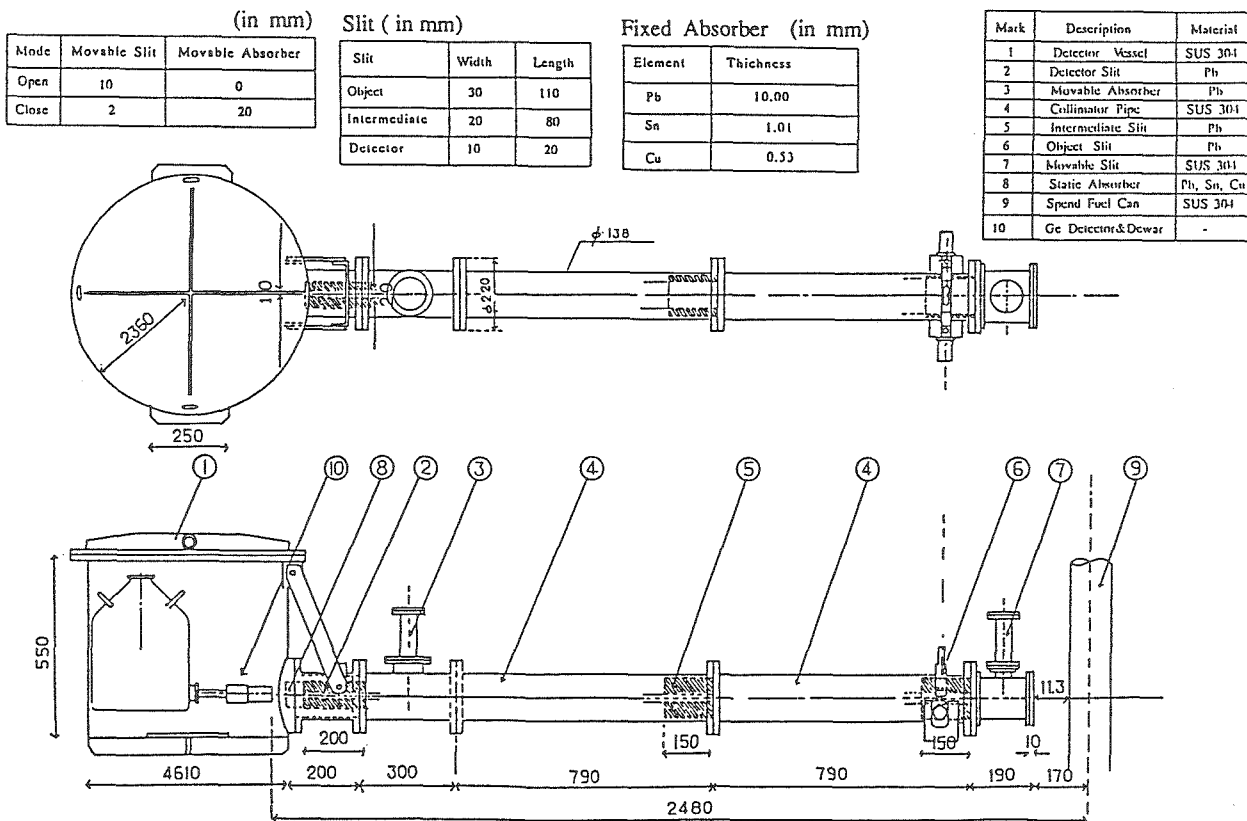 (in mm)
Mode Movable Slit Movable Absorber
Open 10 0
Close 2 20
Slit ( in mm)
Slit Width Length
Object 30 110
Intermediate 20 80
Detector 10 20
Fixed Absorber (in mm)
Element Thichness
Pb 10.00
Sn 1.01
Cu 0.53
Mark Description Material
1 Detector Vessel SUS 304
2 Detector Slit Pb
3 Movable Absorber Pb
4 Collimator Pipe SUS 304
5 Intermediate Slit Pb
6 Object Slit Pb
7 Movable Slit SUS 304
8 Static Absorber Pb, Sn, Cu
9 Spend Fuel Can SUS 304
10 Ge Detector&Dewar -
φ 138
10
20
φ220
2360
250
1 10 8 2 3 4 5 4 6 7 9
550
113
200 150 150 10
4610 200 300 790 790 190 170
2480